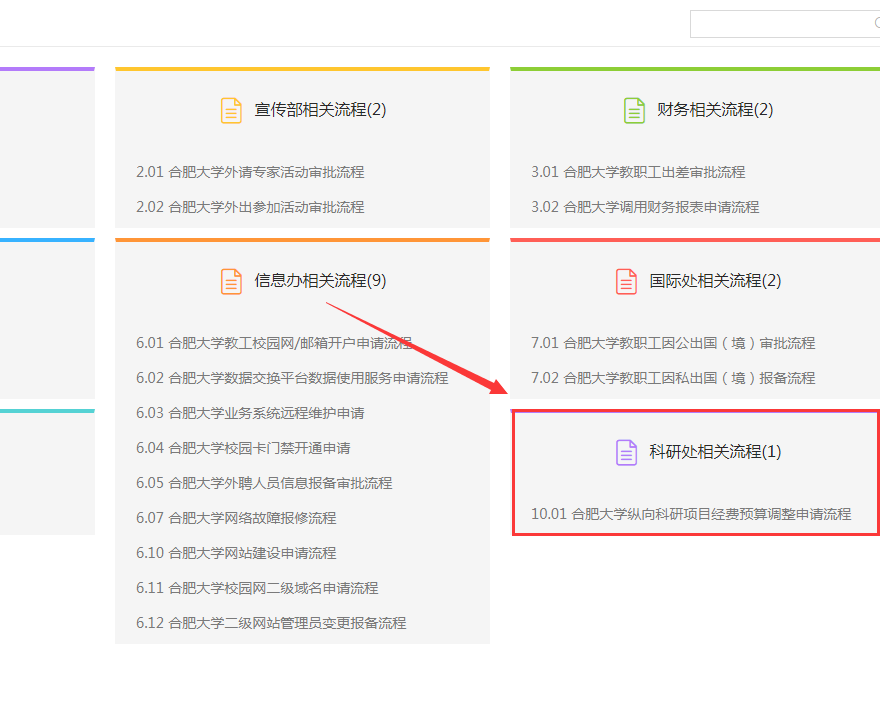 宣传部相关流程(2)
2.01 合肥大学外请专家活动审批流程
2.02 合肥大学外出参加活动审批流程
财务相关流程(2)
3.01 合肥大学教职工出差审批流程
3.02 合肥大学调用财务报表申请流程
信息办相关流程(9)
6.01 合肥大学教工校园网/邮箱开户申请流程
6.02 合肥大学数据交换平台数据使用服务申请流程
6.03 合肥大学业务系统远程维护申请
6.04 合肥大学校园卡门禁开通申请
6.05 合肥大学外聘人员信息报备审批流程
6.07 合肥大学网络故障报修流程
6.10 合肥大学网站建设申请流程
6.11 合肥大学校园网二级域名申请流程
6.12 合肥大学二级网站管理员变更报备流程
国际处相关流程(2)
7.01 合肥大学教职工因公出国（境）审批流程
7.02 合肥大学教职工因私出国（境）报备流程
科研处相关流程(1)
10.01 合肥大学纵向科研项目经费预算调整申请流程